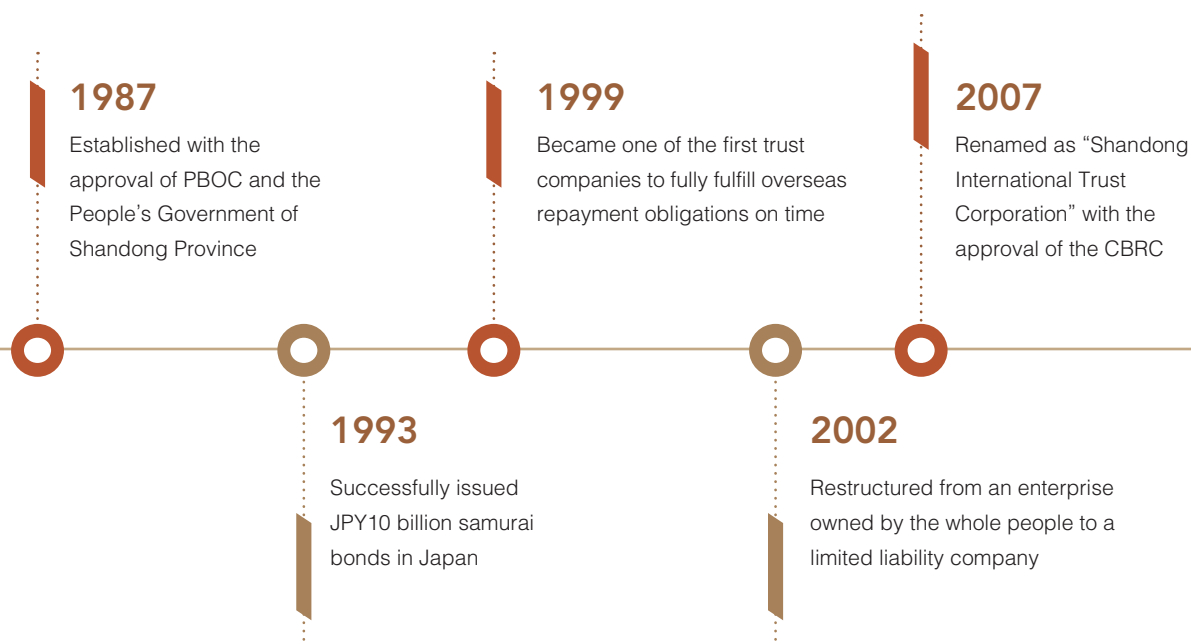 1987
Established with the
approval of PBOC and the
People’s Government of
Shandong Province
1993
Successfully issued
JPY10 billion samurai
bonds in Japan
1999
Became one of the first trust
companies to fully fulfill overseas
repayment obligations on time
2002
Restructured from an enterprise
owned by the whole people to a
limited liability company
2007
Renamed as “Shandong
International Trust
Corporation” with the
approval of the CBRC